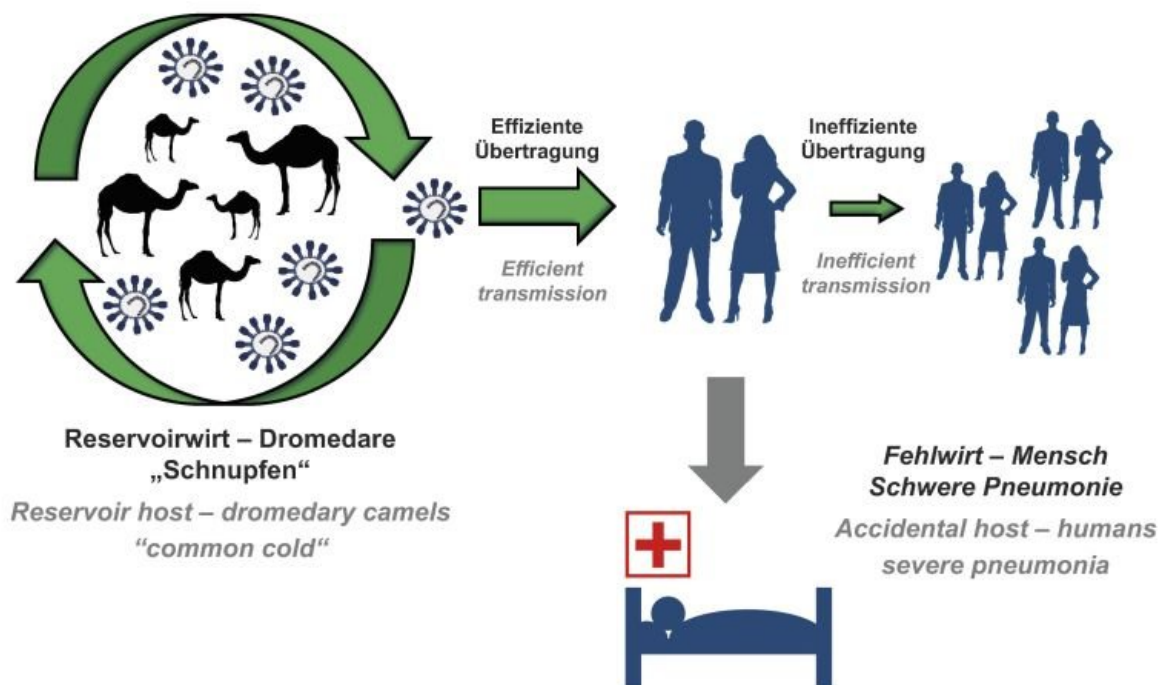 Effiziente
Übertragung
Efficient
transmission
Ineffiziente
Übertragung
Inefficient
transmission
Reservoirwirt – Dromedare
„Schnupfen“
Reservoir host – dromedary camels
“common cold“
Fehlwirt – Mensch
Schwere Pneumonie
Accidental host – humans
severe pneumonia